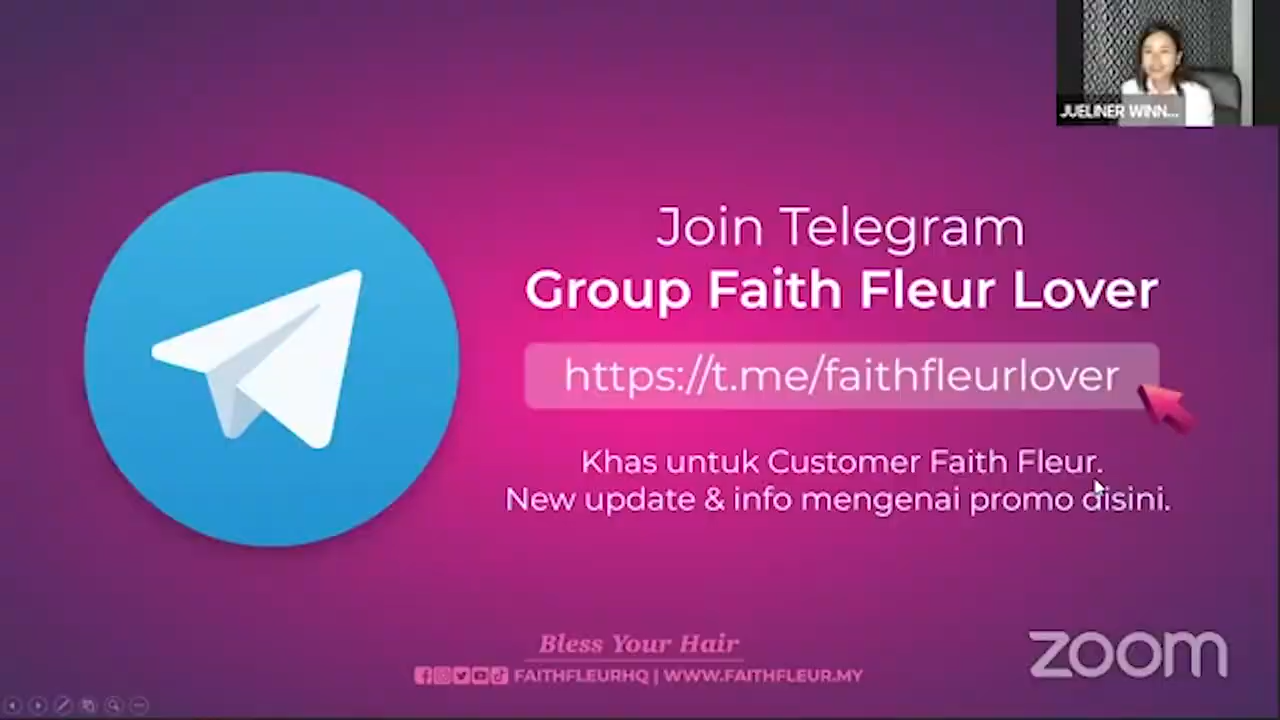 JUELINER WINN...
Join Telegram
Group Faith Fleur Lover
https://t.me/faithfleurlover
Khas untuk Customer Faith Fleur.
New update & info mengenai promo disini.
Bless Your Hair
FAITHFLEURHQ | WWW.FAITHFLEUR.MY
zoom